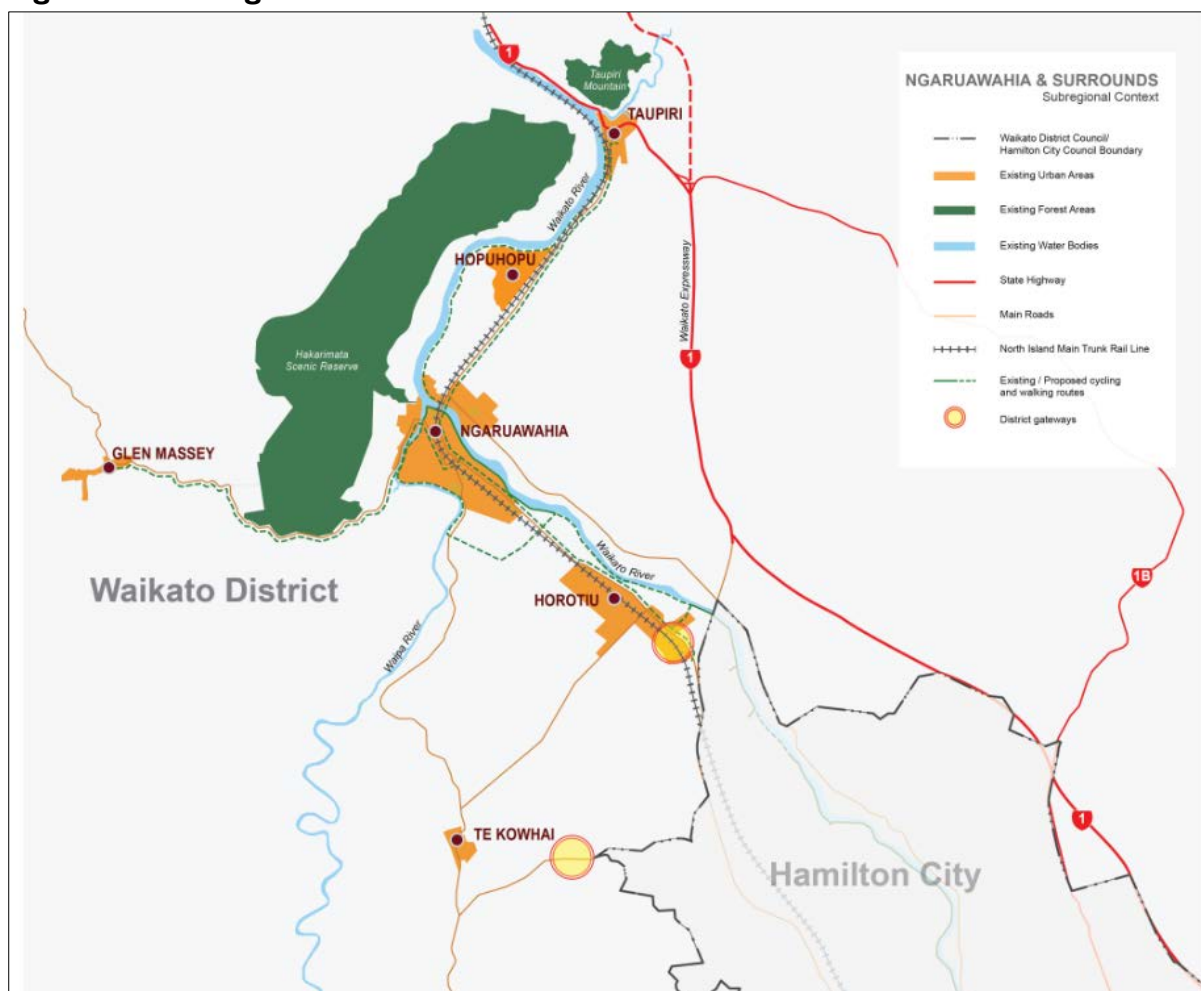 1
Taupiri
Mountain
TAUPIRI
Waikato River
HOPUHOPU
Waikato Expressway
Hakarimata
Scenic Reserve
1
NGARUAWAHIA
GLEN MASSEY
Waikato River
Waikato District
HOROTIU
1B
Waipa River
TE KOWHAI
1
Hamilton City
NGARUAWAHIA & SURROUNDS
Subregional Context
Waikato District Council/
Hamilton City Council Boundary
Existing Urban Areas
Existing Forest Areas
Existing Water Bodies
State Highway
Main Roads
North Island Main Trunk Rail Line
Existing / Proposed cycling
and walking routes
District gateways